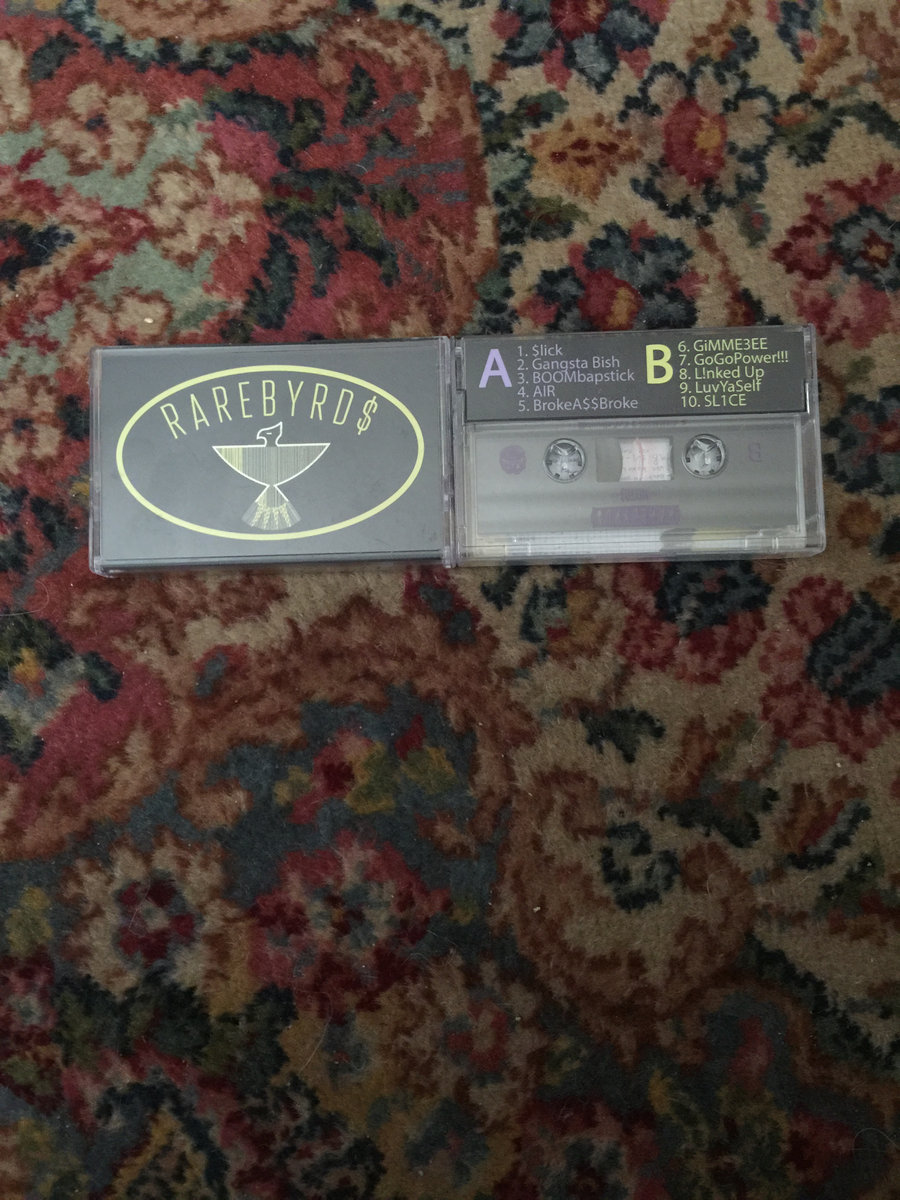 RAREBYRD$
A
1. $lick
2. Gangsta Bish
3. BOOMbapstick
4. AIR
5. BrokeA$$Broke
B
6. GiMME3EE
7. GoGoPower!!!
8. L!nked Up
9. LuvYaSelf
10. SL1CE
B